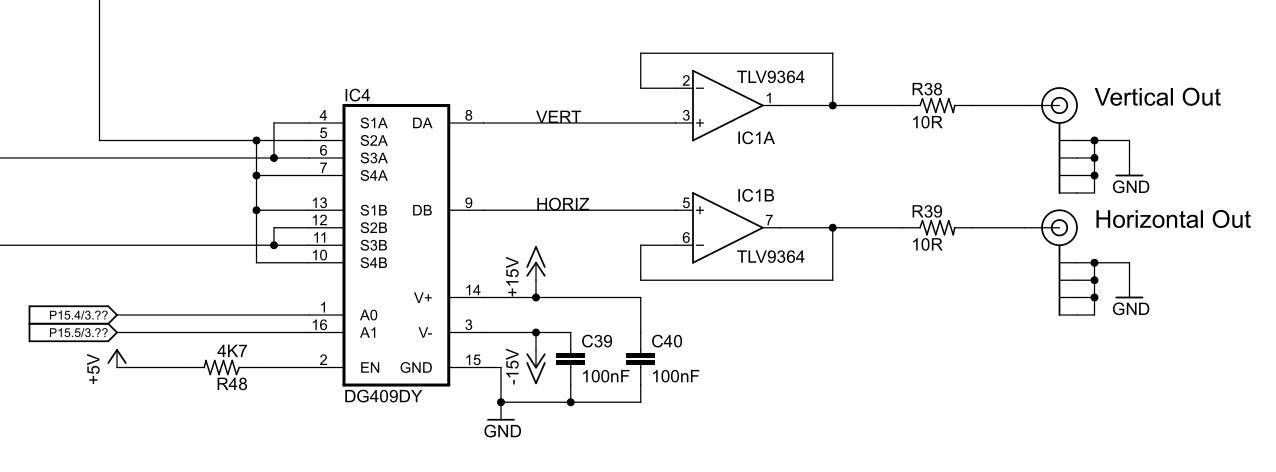 TLV9364
2
1
3
IC1A
R38
10R
Vertical Out
GND
IC4
4 S1A DA 8 VERT
5 S2A
6 S3A
7 S4A
13 S1B DB 9 HORIZ
12 S2B
11 S3B
10 S4B
IC1B
5
7
6
TLV9364
R39
10R
Horizontal Out
GND
V+ 14 +15V
P15.4/3.?? 1 A0
P15.5/3.?? 16 A1 V- 3 -15V
C39
100nF
C40
100nF
+5V 4K7 2 EN GND 15
R48
DG409DY
GND